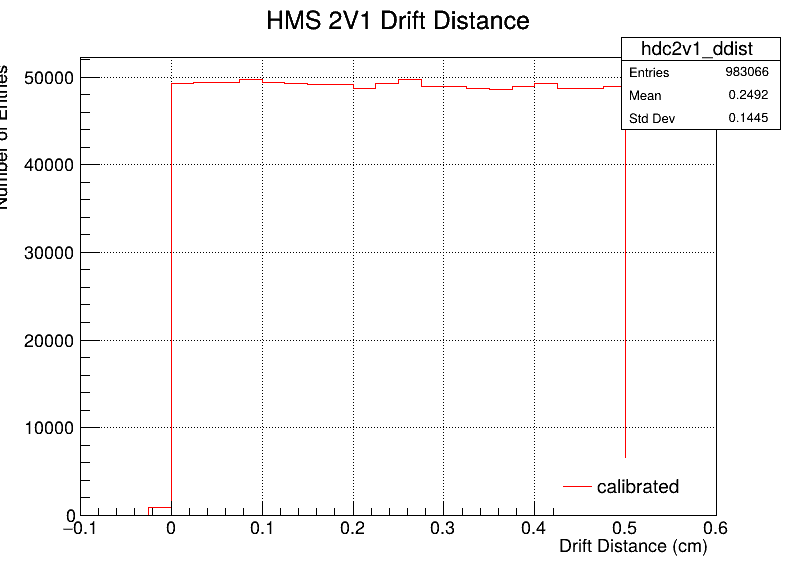 HMS 2V1 Drift Distance
hdc2v1_ddist
Entries 983066
Mean 0.2492
Std Dev 0.1445
Number of Entries
50000
40000
30000
20000
10000
0
−0.1 0 0.1 0.2 0.3 0.4 0.5 0.6
calibrated
Drift Distance (cm)